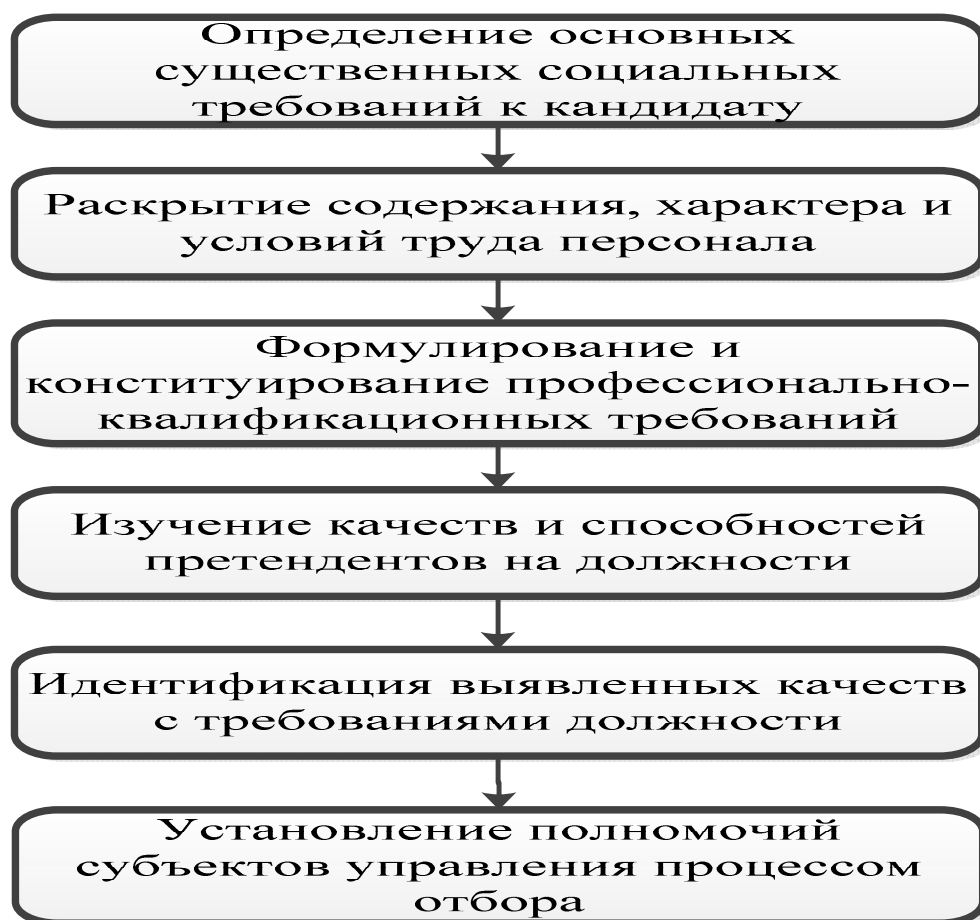 Определение основных
существенных социальных
требований к кандидату
Раскрытие содержания, характера и
условий труда персонала
Формулирование и
конституирование профессионально-
квалификационных требований
Изучение качеств и способностей
претендентов на должности
Идентификация выявленных качеств
с требованиями должности
Установление полномочий
субъектов управления процессом
отбора